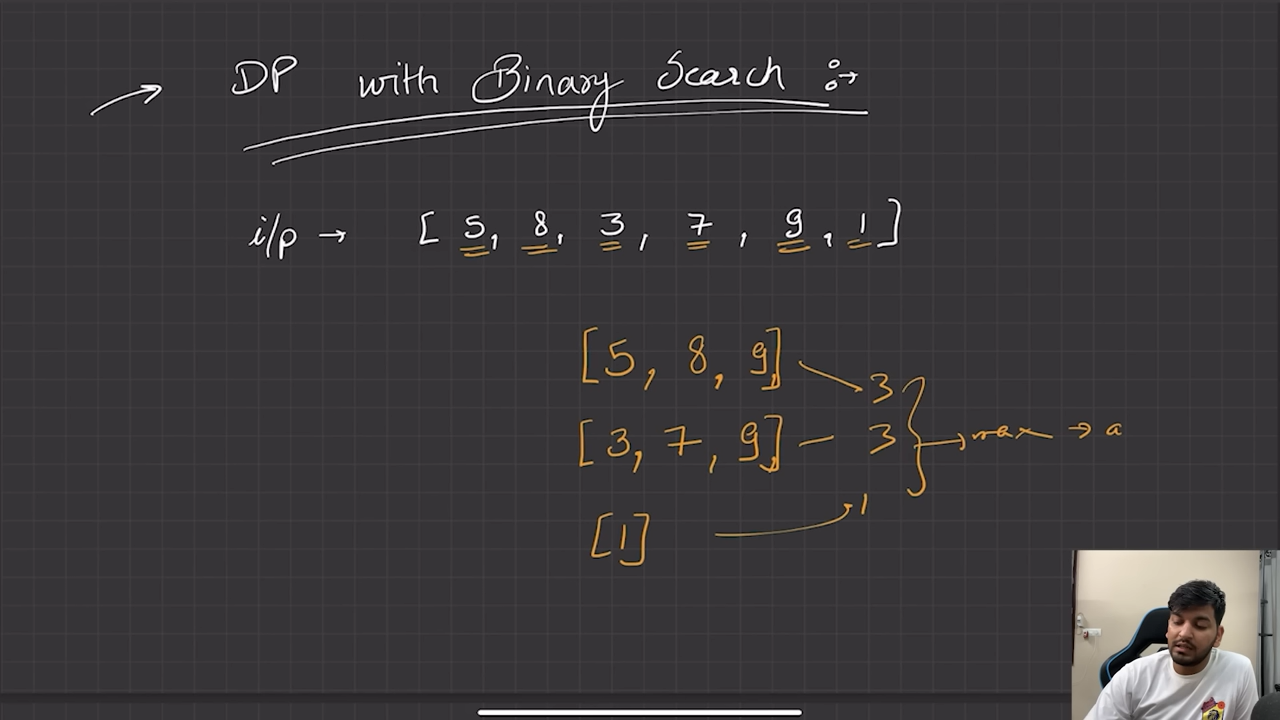 → DP with Binary Search :→
i/p → [ 5, 8, 3, 7, 9, 1 ]
[5, 8, 9] 3
[3, 7, 9] - 3 → max → a
[1] 1